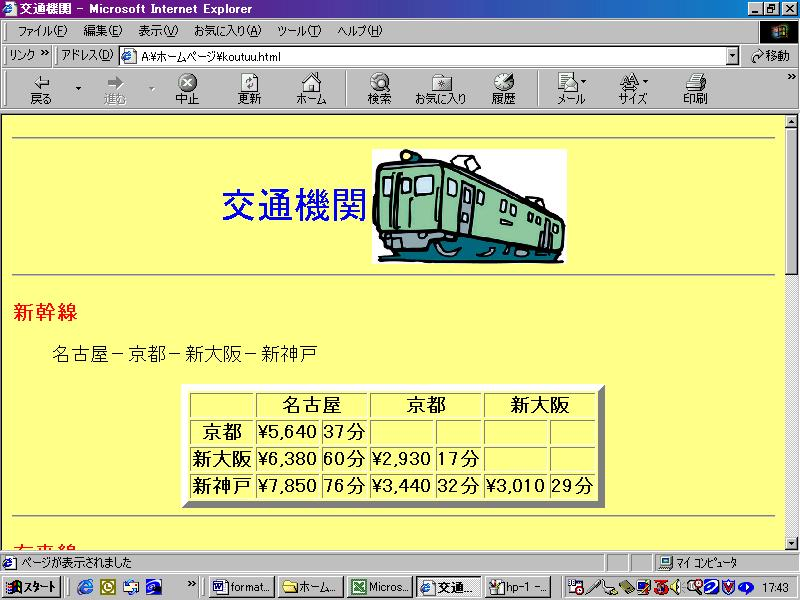 交通機関 - Microsoft Internet Explorer
ファイル(F) 編集(E) 表示(V) お気に入り(A) ツール(T) ヘルプ(H)
リンク » アドレス(D) A:¥ホームページ¥koutuu.html 移動
戻る 進む 中止 更新 ホーム 検索 お気に入り 履歴 メール サイズ 印刷 »
交通機関
新幹線
名古屋－京都－新大阪－新神戸
名古屋 京都 新大阪
京都 ¥5,640 37分
新大阪 ¥6,380 60分 ¥2,930 17分
新神戸 ¥7,850 76分 ¥3,440 32分 ¥3,010 29分
ページが表示されました マイ コンピュータ
スタート » format... ホーム... Micros... 交通... hp-1 -... 17:43